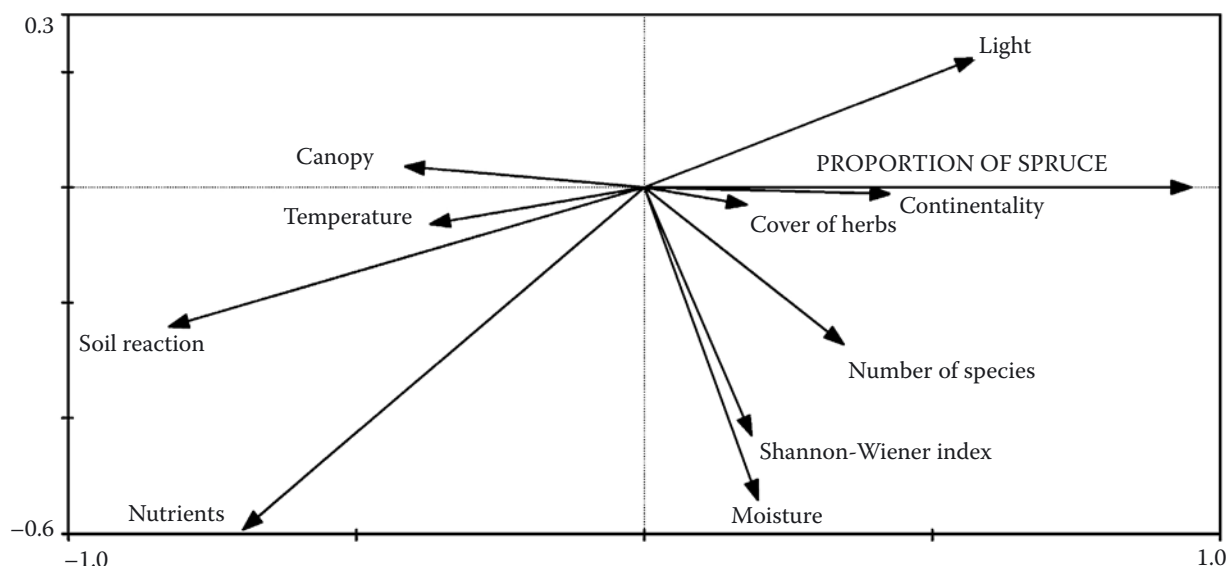 0.3
Light
Canopy
PROPORTION OF SPRUCE
Temperature
Continentality
Cover of herbs
Soil reaction
Number of species
Shannon-Wiener index
Nutrients
Moisture
–0.6
–1.0
1.0